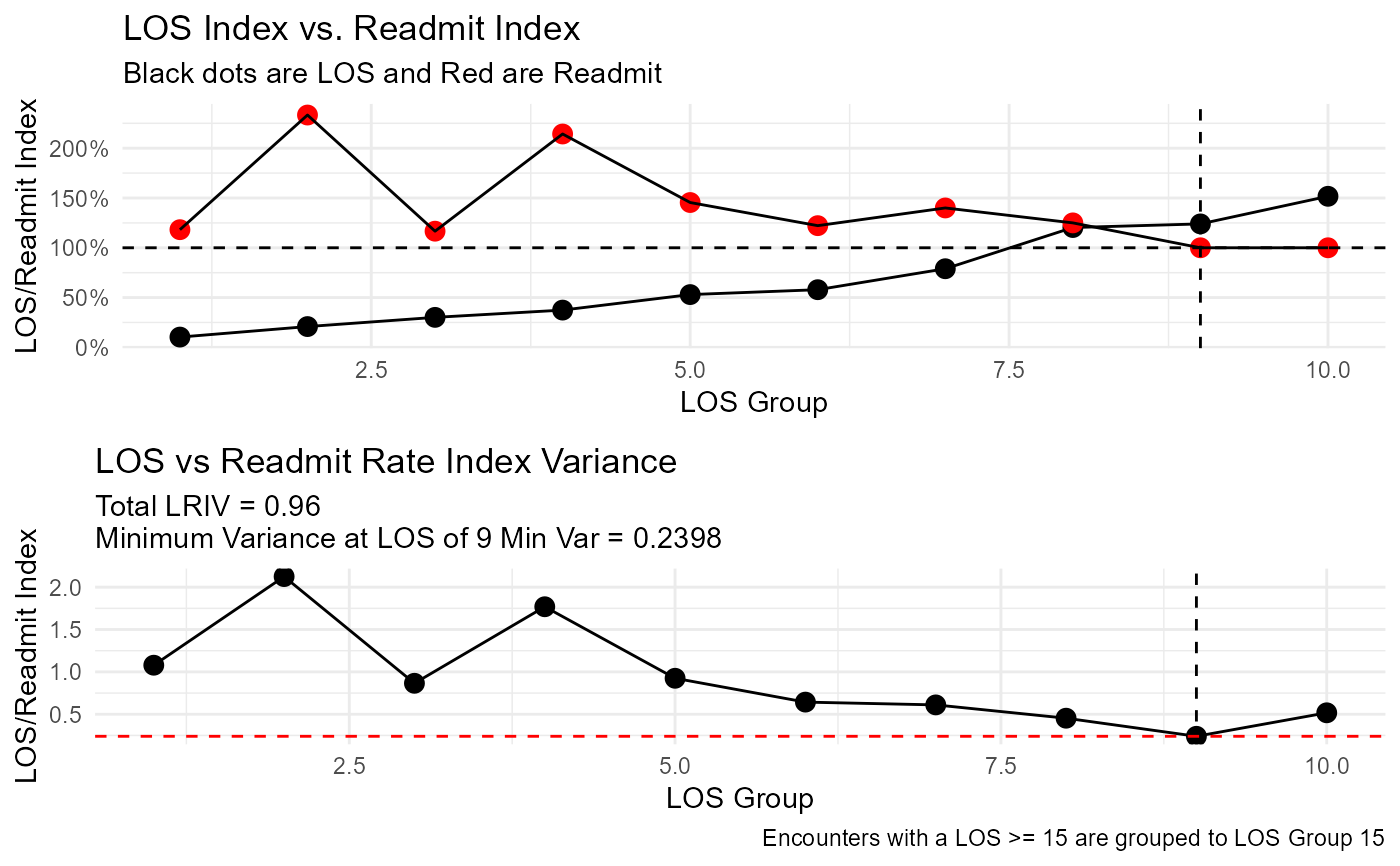 LOS Index vs. Readmit Index
Black dots are LOS and Red are Readmit
LOS/Readmit Index
200%
150%
100%
50%
0%
2.5 5.0 7.5 10.0
LOS Group
LOS vs Readmit Rate Index Variance
Total LRIV = 0.96
Minimum Variance at LOS of 9 Min Var = 0.2398
LOS/Readmit Index
2.0
1.5
1.0
0.5
2.5 5.0 7.5 10.0
LOS Group
Encounters with a LOS >= 15 are grouped to LOS Group 15